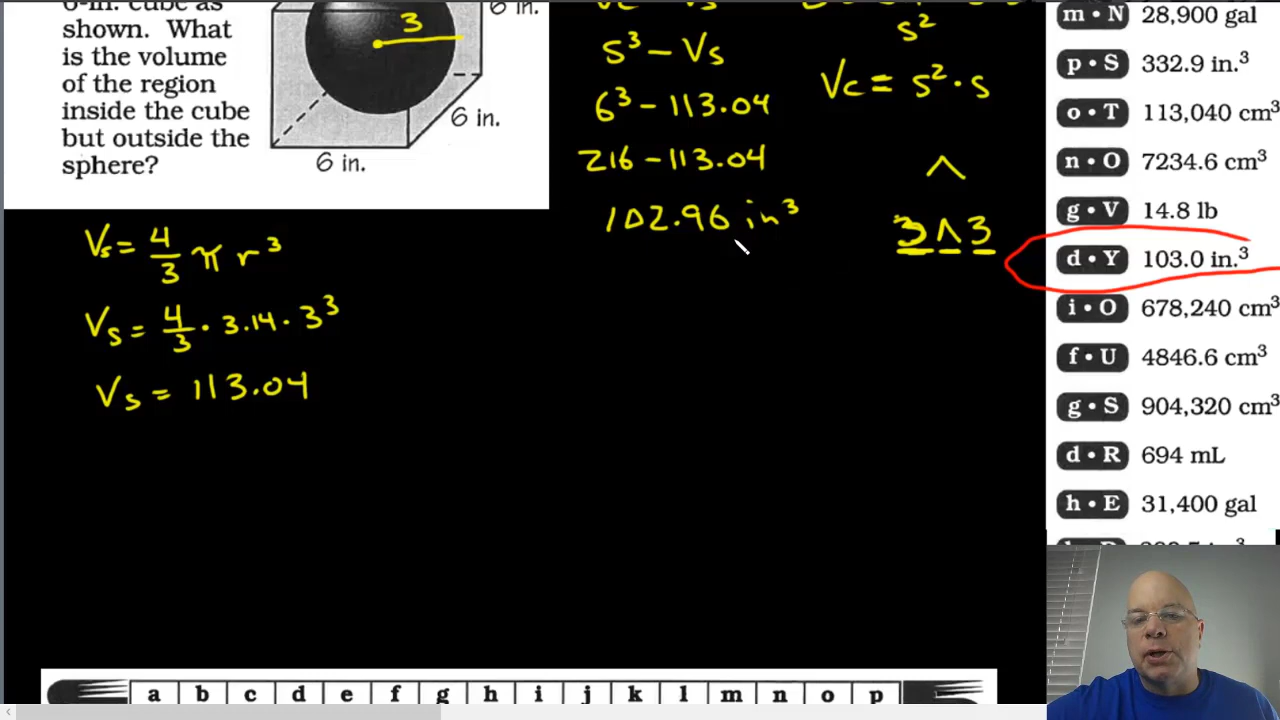 6-in. cube as
shown. What
is the volume
of the region
inside the cube
but outside the
sphere?
3
6 in.
6 in.
6 in.
Vs = 4/3 π r³
Vs = 4/3 · 3.14 · 3³
Vs = 113.04
s³ - Vs
6³ - 113.04
216 - 113.04
102.96 in³
s²
Vc = s² · s
^
3^3
m • N 28,900 gal
p • S 332.9 in.³
o • T 113,040 cm³
n • O 7234.6 cm³
g • V 14.8 lb
d • Y 103.0 in.³
i • O 678,240 cm³
f • U 4846.6 cm³
g • S 904,320 cm³
d • R 694 mL
h • E 31,400 gal
a b c d e f g h i j k l m n o p